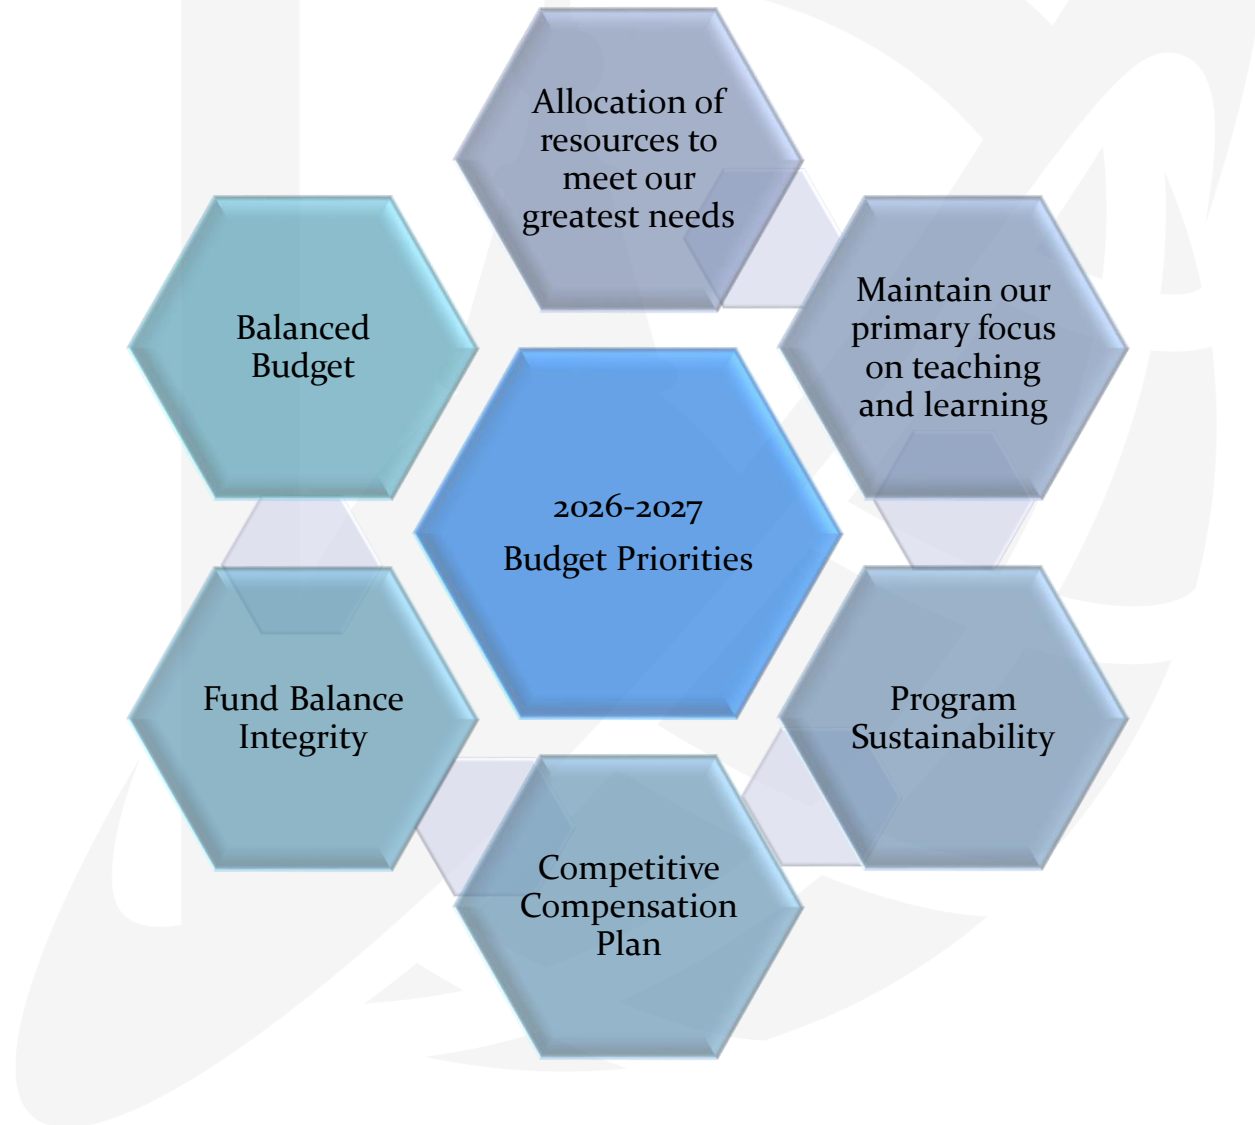 Allocation of
resources to
meet our
greatest needs
Maintain our
primary focus
on teaching
and learning
Program
Sustainability
Competitive
Compensation
Plan
Fund Balance
Integrity
Balanced
Budget
2026-2027
Budget Priorities